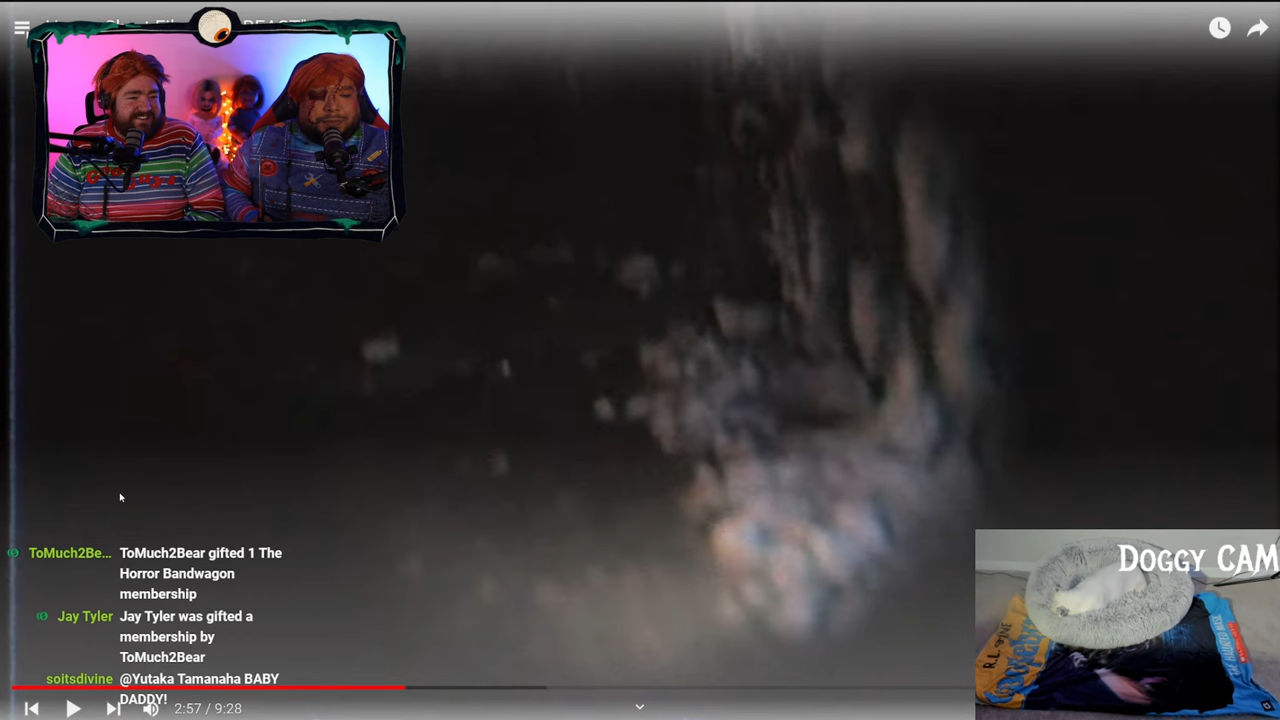 Doggy CAM
R.L. STINE
ToMuch2Be... ToMuch2Bear gifted 1 The
Horror Bandwagon
membership
Jay Tyler Jay Tyler was gifted a
membership by
ToMuch2Bear
soitsdivine @Yutaka Tamanaha BABY
DADDY!
2:57 / 9:28